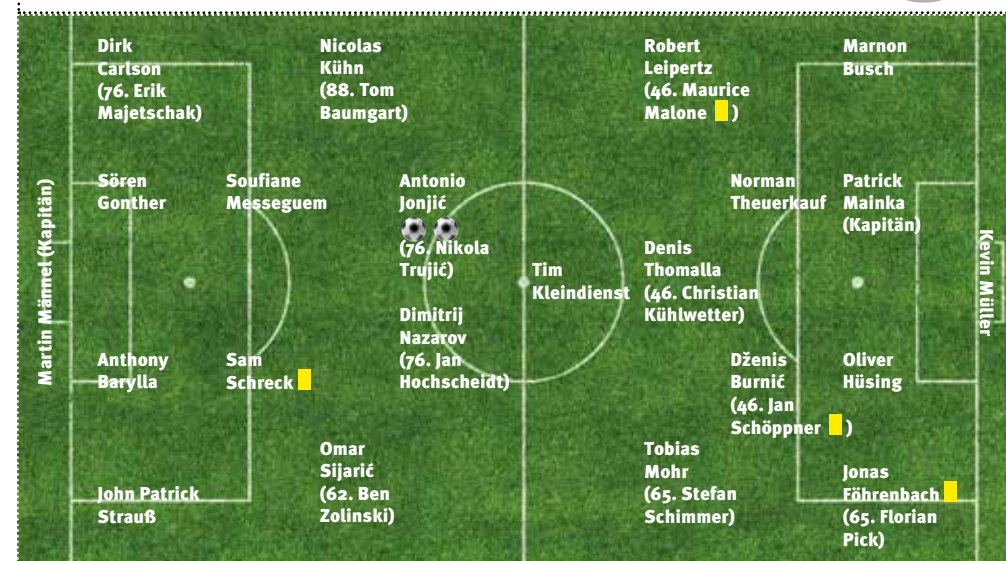 Martin Männel (Kapitän)
Dirk
Carlson
(76. Erik
Majetschak)
Sören
Gonther
Anthony
Barylla
John Patrick
Strauß
Soufiane
Messeguem
Sam
Schreck
Nicolas
Kühn
(88. Tom
Baumgart)
Antonio
Jonjić
(76. Nikola
Trujić)
Dimitrij
Nazarov
(76. Jan
Hochscheidt)
Omar
Sijarić
(62. Ben
Zolinski)
Tim
Kleindienst
Robert
Leipertz
(46. Maurice
Malone )
Denis
Thomalla
(46. Christian
Kühlwetter)
Tobias
Mohr
(65. Stefan
Schimmer)
Norman
Theuerkauf
Dženis
Burnić
(46. Jan
Schöppner )
Marnon
Busch
Patrick
Mainka
(Kapitän)
Oliver
Hüsing
Jonas
Föhrenbach
(65. Florian
Pick)
Kevin Müller